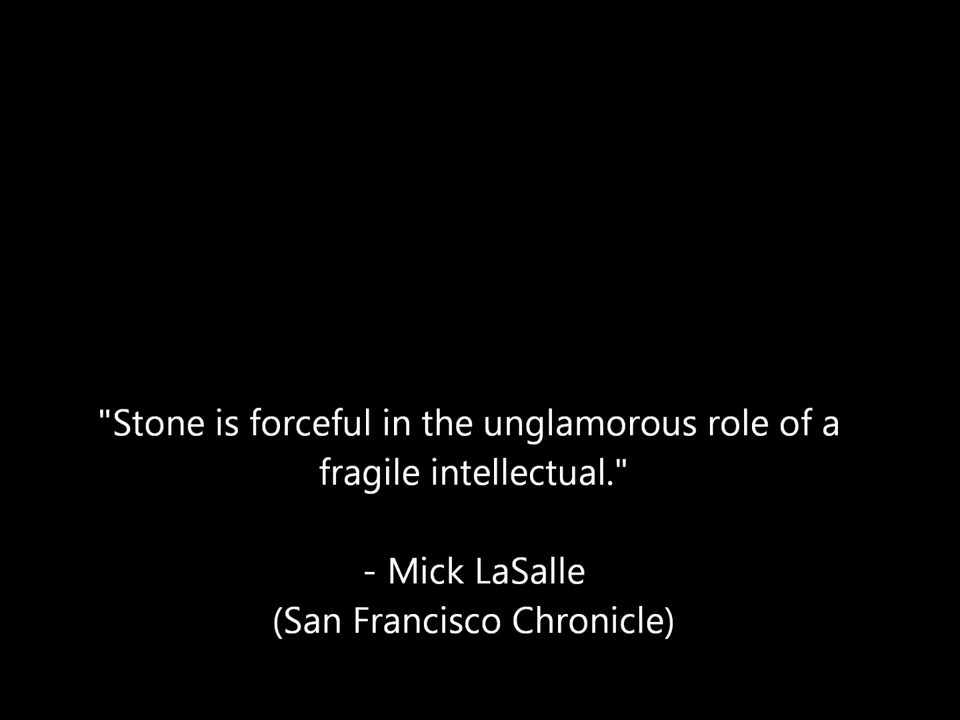 "Stone is forceful in the unglamorous role of a
fragile intellectual."
- Mick LaSalle
(San Francisco Chronicle)